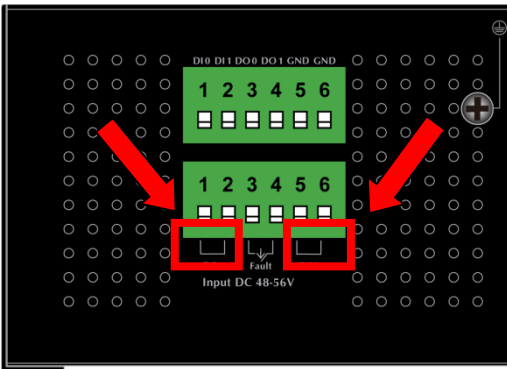 DI0 DI1 DO0 DO1 GND GND
1 2 3 4 5 6
1 2 3 4 5 6
Fault
Input DC 48-56V